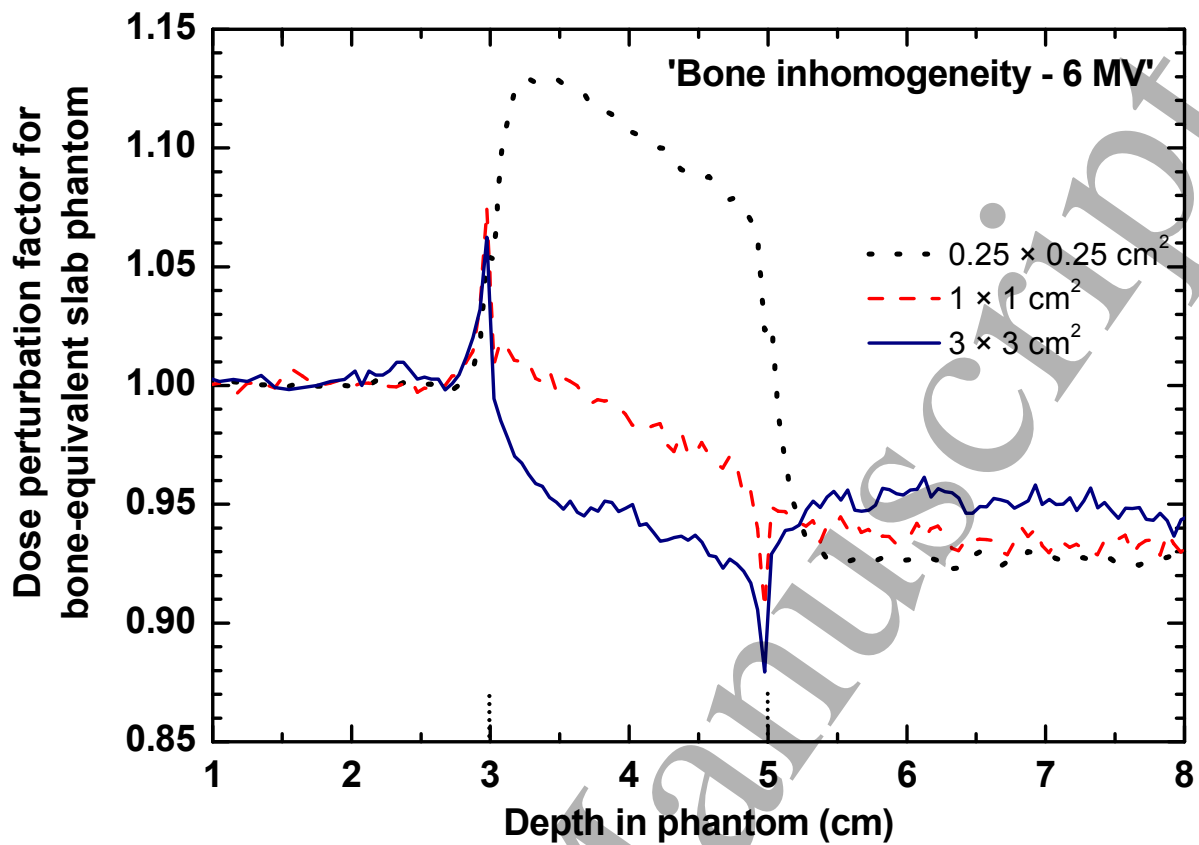 Dose perturbation factor for
bone-equivalent slab phantom
1.15
1.10
1.05
1.00
0.95
0.90
0.85
'Bone inhomogeneity - 6 MV'
0.25 × 0.25 cm²
1 × 1 cm²
3 × 3 cm²
1 2 3 4 5 6 7 8
Depth in phantom (cm)
Manuscript